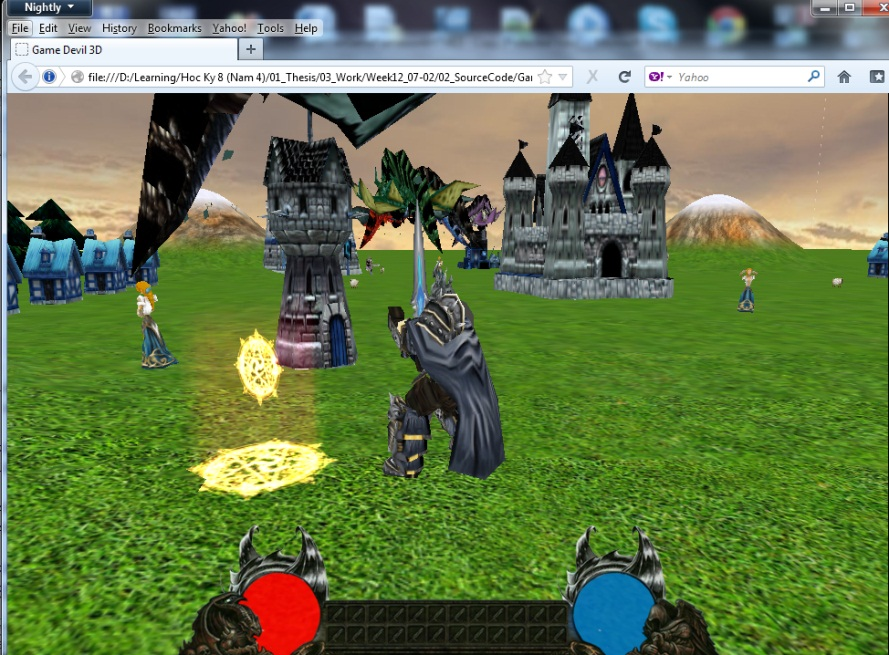 Nightly
File Edit View History Bookmarks Yahoo! Tools Help
Game Devil 3D
file:///D:/Learning/Hoc Ky 8 (Nam 4)/01_Thesis/03_Work/Week12_07-02/02_SourceCode/Gar
Yahoo